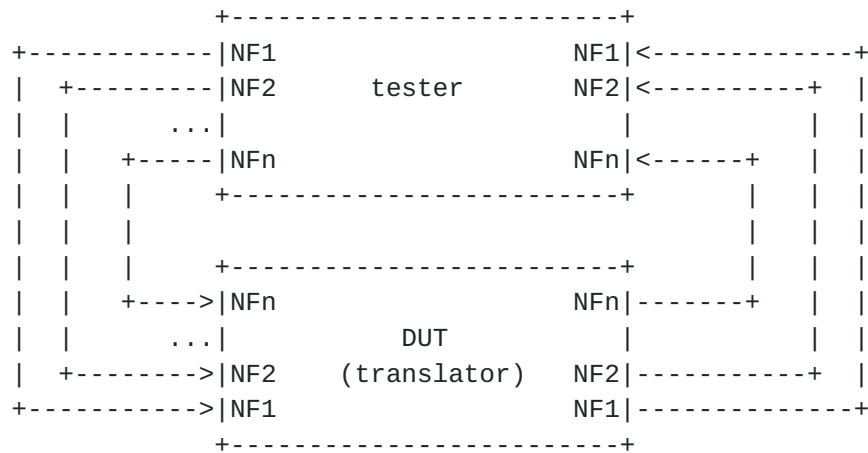 NF1 NF1
NF2 tester NF2
...
NFn NFn
NFn NFn
... DUT
NF2 (translator) NF2
NF1 NF1